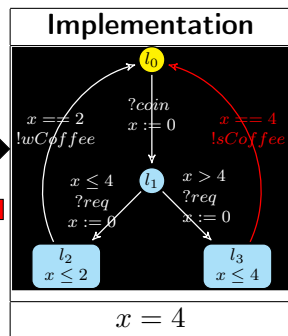 Implementation
l₀
?coin
x := 0
x == 2
!wCoffee
x == 4
!sCoffee
l₁
x ≤ 4
?req
x := 0
x > 4
?req
x := 0
l₂
x ≤ 2
l₃
x ≤ 4
x = 4